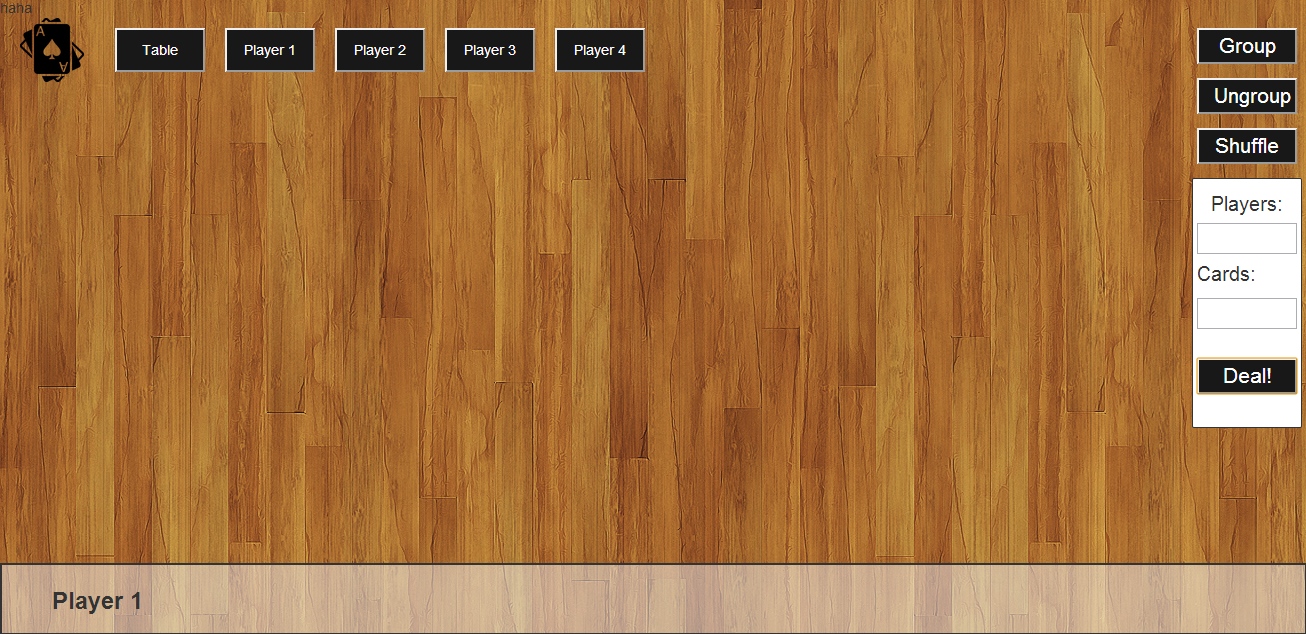 haha
A
A
Table
Player 1
Player 2
Player 3
Player 4
Group
Ungroup
Shuffle
Players:
Cards:
Deal!
Player 1